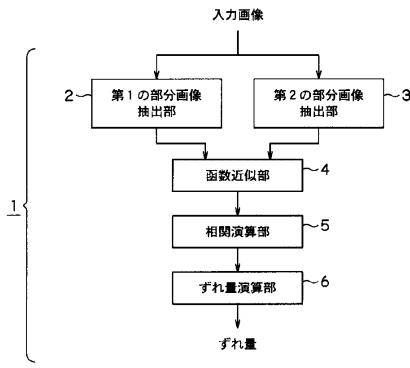 入力画像
2
第1の部分画像
抽出部
第2の部分画像
抽出部
3
函数近似部
4
1
相関演算部
5
ずれ量演算部
6
ずれ量